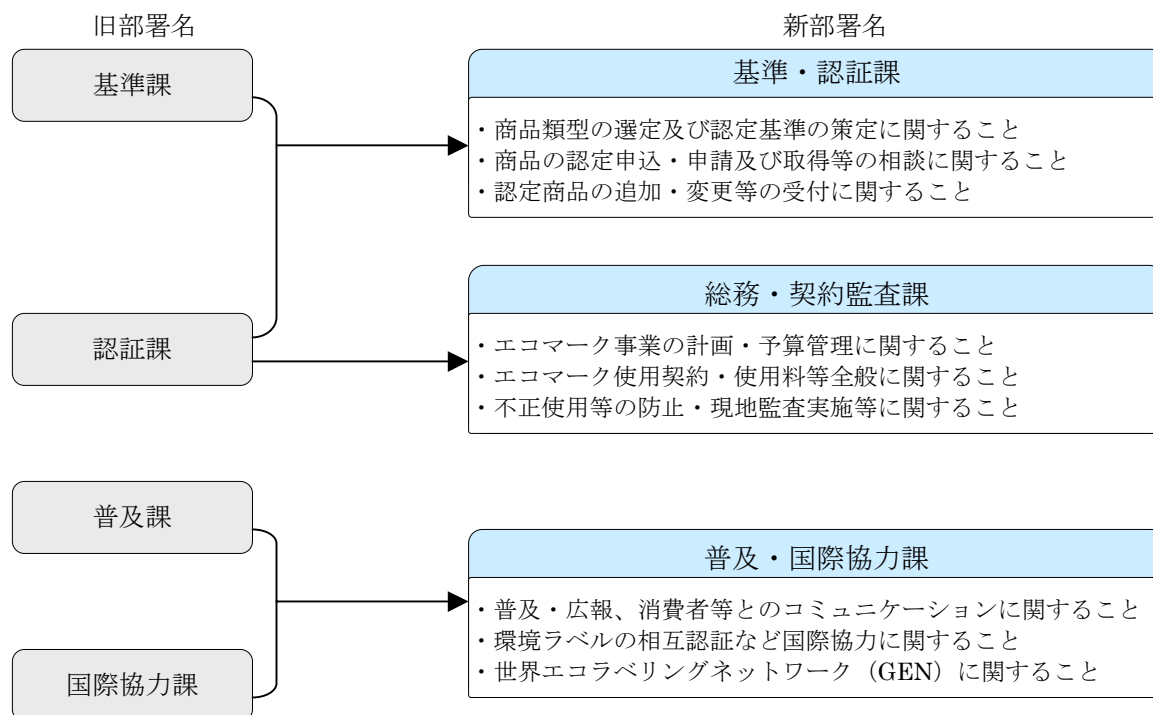 旧部署名
新部署名
基準課
基準・認証課
・商品類型の選定及び認定基準の策定に関すること
・商品の認定申込・申請及び取得等の相談に関すること
・認定商品の追加・変更等の受付に関すること
認証課
総務・契約監査課
・エコマーク事業の計画・予算管理に関すること
・エコマーク使用契約・使用料等全般に関すること
・不正使用等の防止・現地監査実施等に関すること
普及課
普及・国際協力課
・普及・広報、消費者等とのコミュニケーションに関すること
・環境ラベルの相互認証など国際協力に関すること
・世界エコラベリングネットワーク（GEN）に関すること
国際協力課